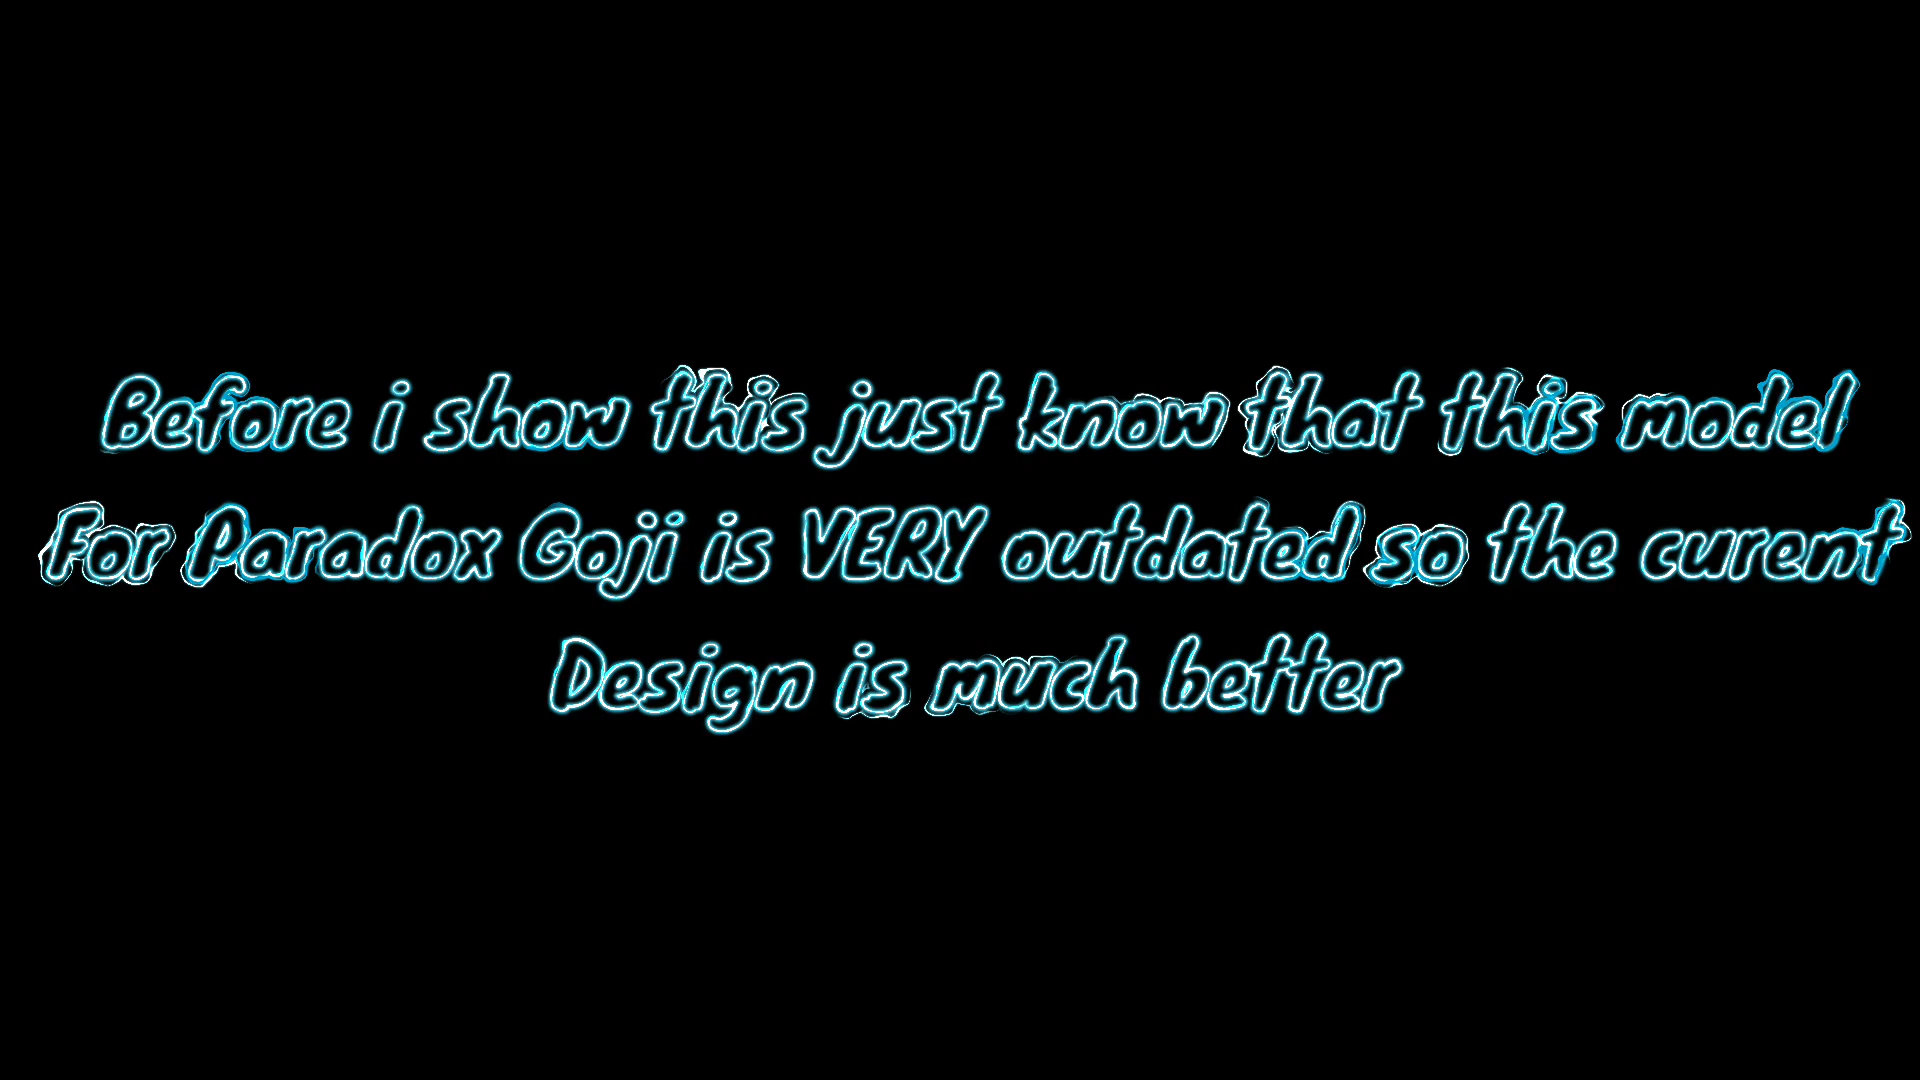 Before i show this just know that this model
For Paradox Goji is VERY outdated so the curent
Design is much better